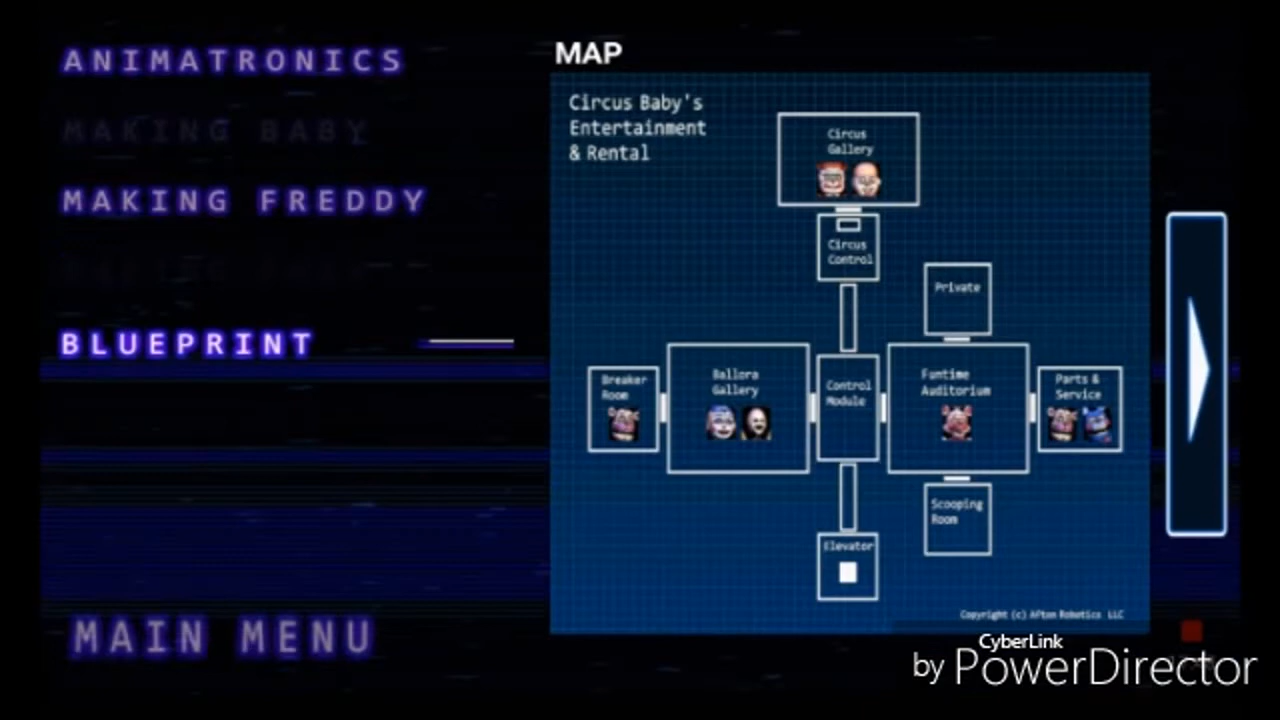 ANIMATRONICS
MAKING BABY
MAKING FREDDY
BLUEPRINT
MAIN MENU
MAP
Circus Baby's
Entertainment
& Rental
Circus
Gallery
Circus
Control
Private
Breaker
Room
Ballora
Gallery
Control
Module
Funtime
Auditorium
Parts &
Service
Scooping
Room
Elevator
Copyright (c) Afton Robotics LLC
CyberLink
by PowerDirector